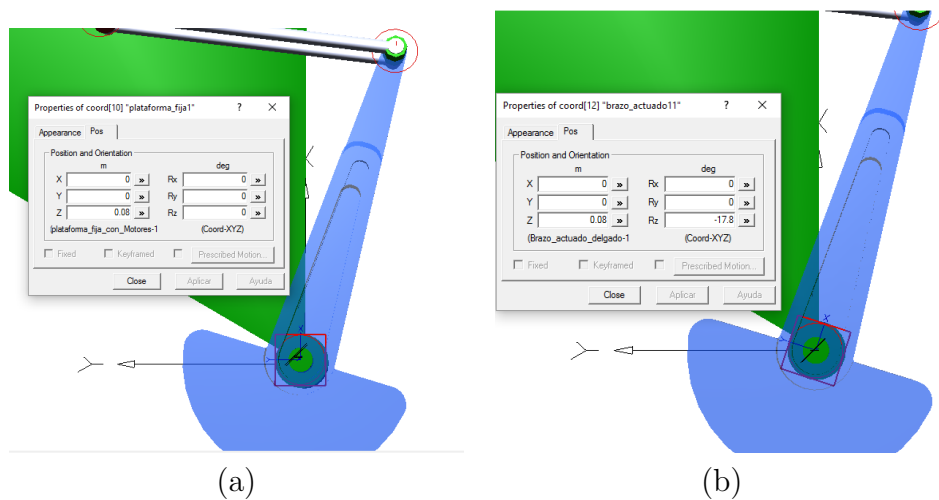 Properties of coord[10] "plataforma_fija1" ? ×
Appearance Pos
Position and Orientation
m deg
X 0 » Rx 0 »
Y 0 » Ry 0 »
Z 0.08 » Rz 0 »
(plataforma_fija_con_Motores-1 (Coord-XYZ)
Fixed Keyframed Prescribed Motion...
Close Aplicar Ayuda
Y
X
(a)
Properties of coord[12] "brazo_actuado11" ? ×
Appearance Pos
Position and Orientation
m deg
X 0 » Rx 0 »
Y 0 » Ry 0 »
Z 0.08 » Rz -17.8 »
(Brazo_actuado_delgado-1 (Coord-XYZ)
Fixed Keyframed Prescribed Motion...
Close Aplicar Ayuda
Y
X
(b)